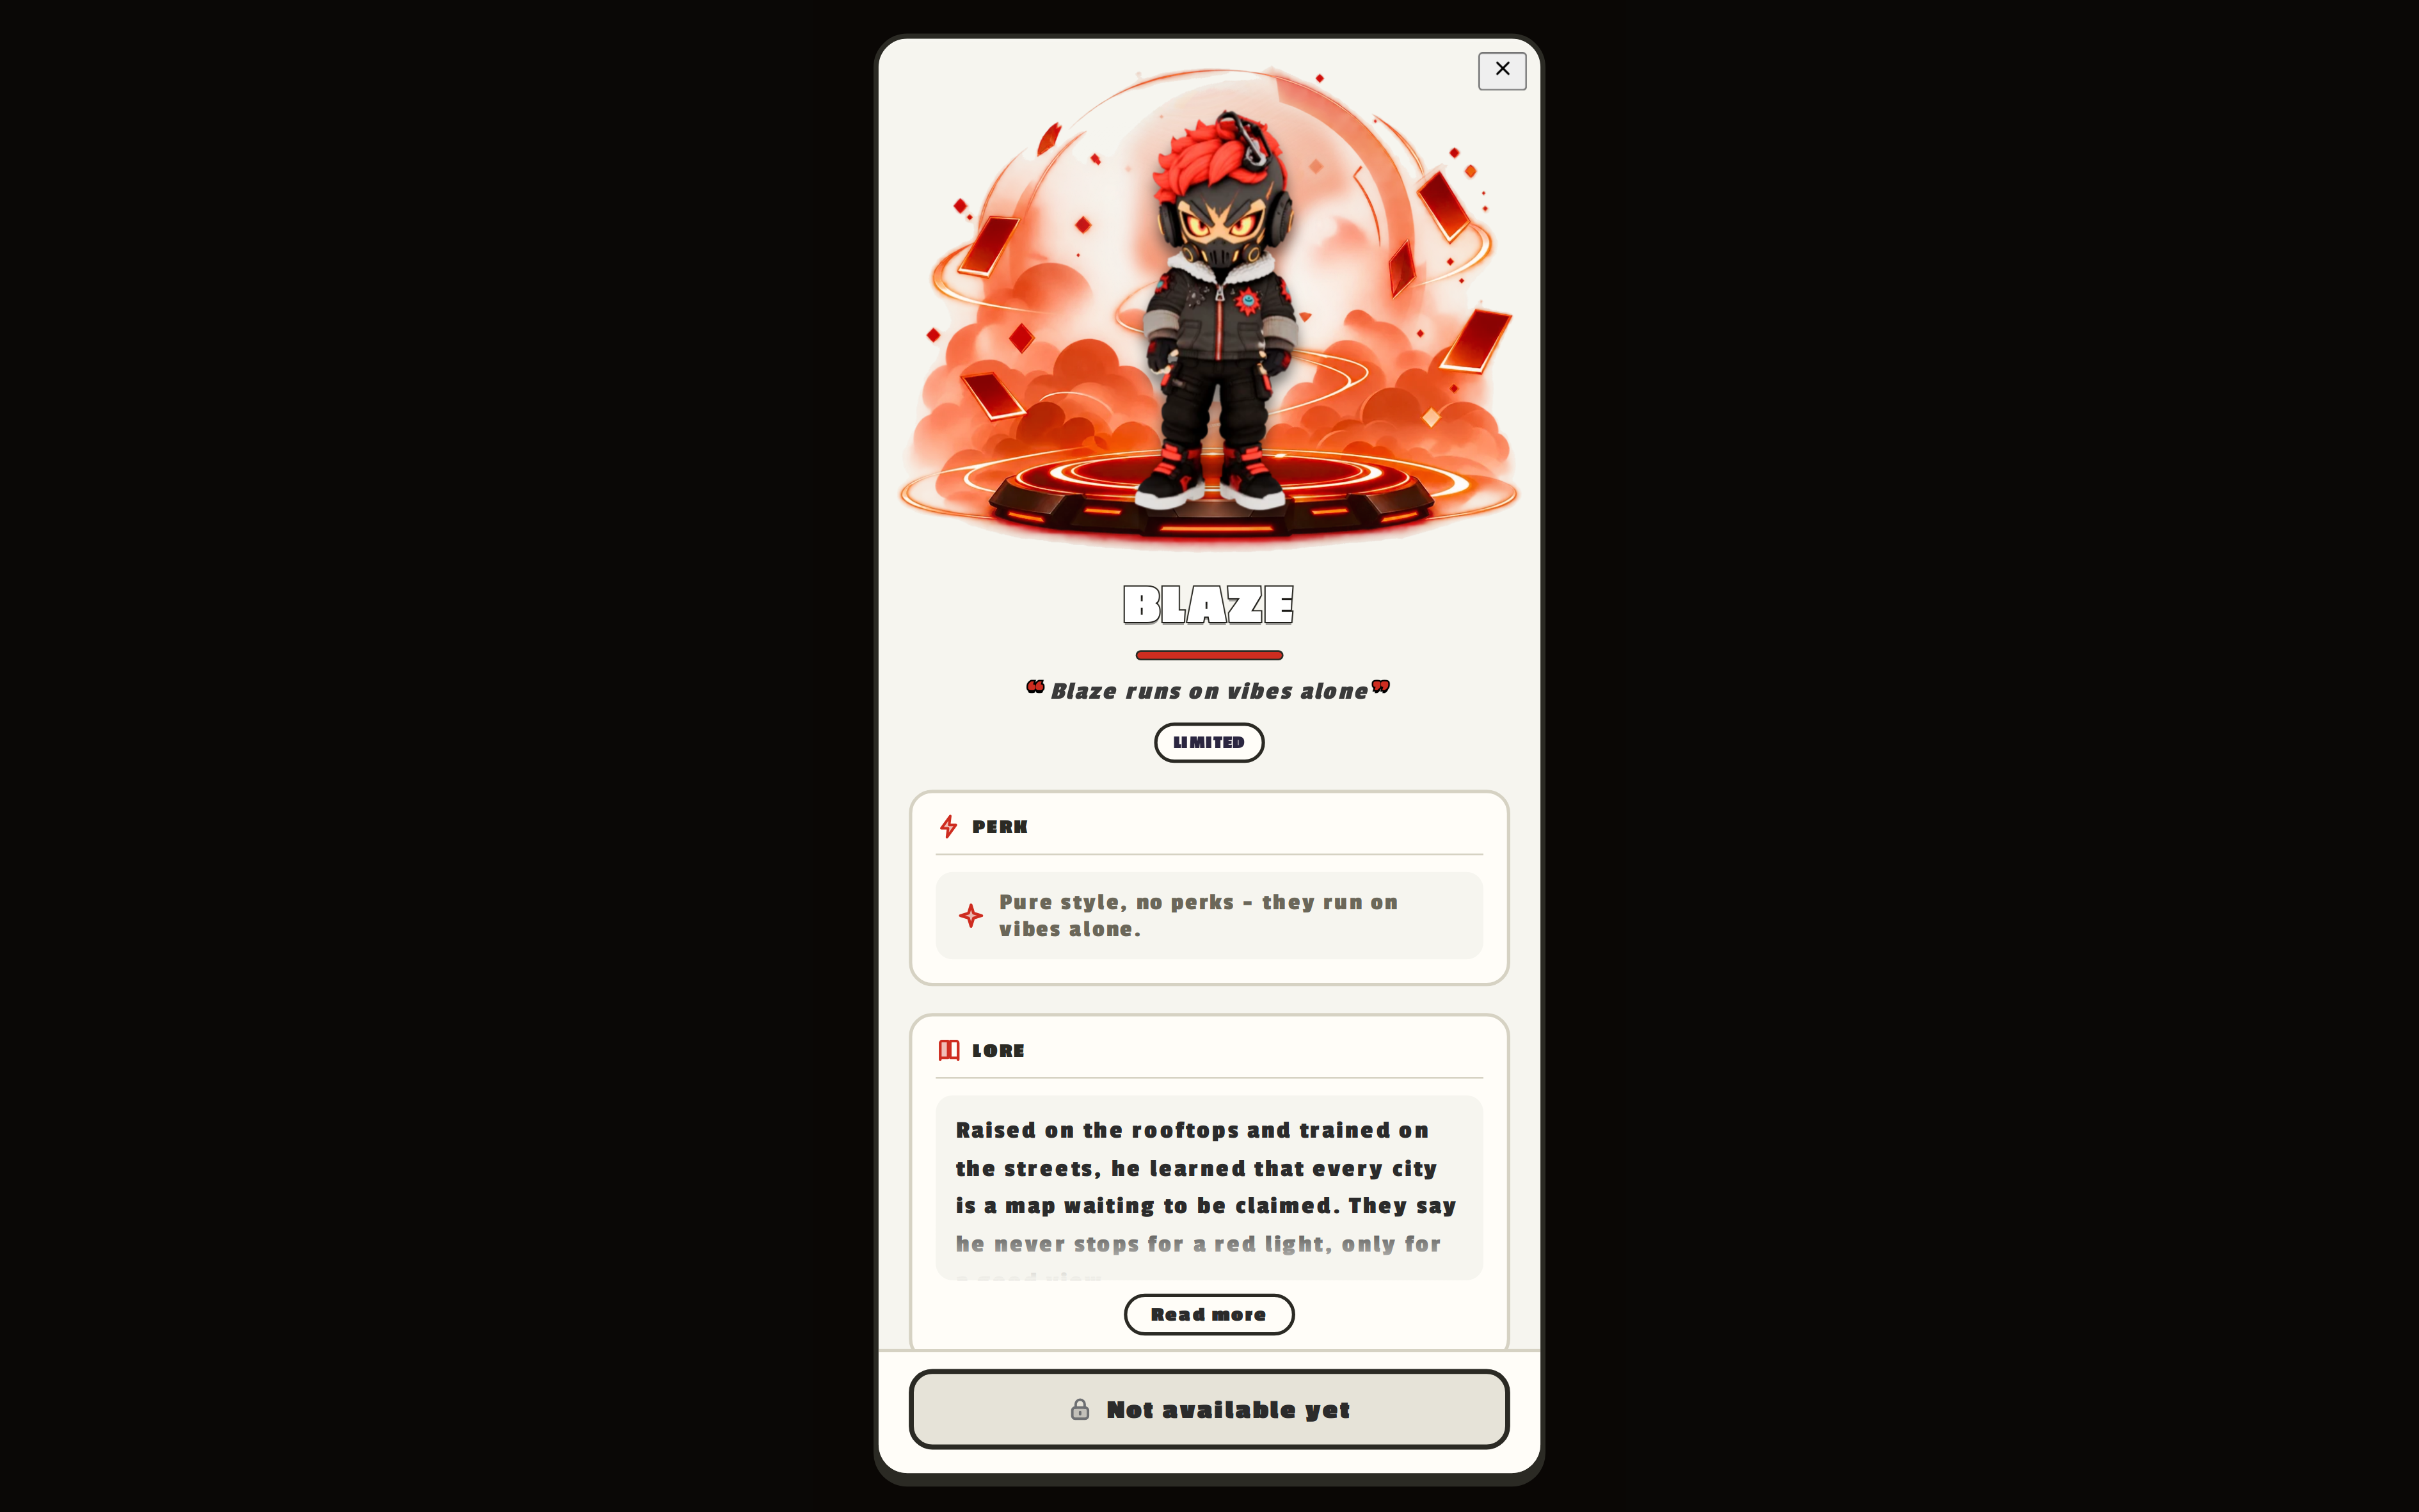 BLAZE
❝ Blaze runs on vibes alone ❞
LIMITED
PERK
Pure style, no perks – they run on
vibes alone.
LORE
Raised on the rooftops and trained on
the streets, he learned that every city
is a map waiting to be claimed. They say
he never stops for a red light, only for
Read more
Not available yet